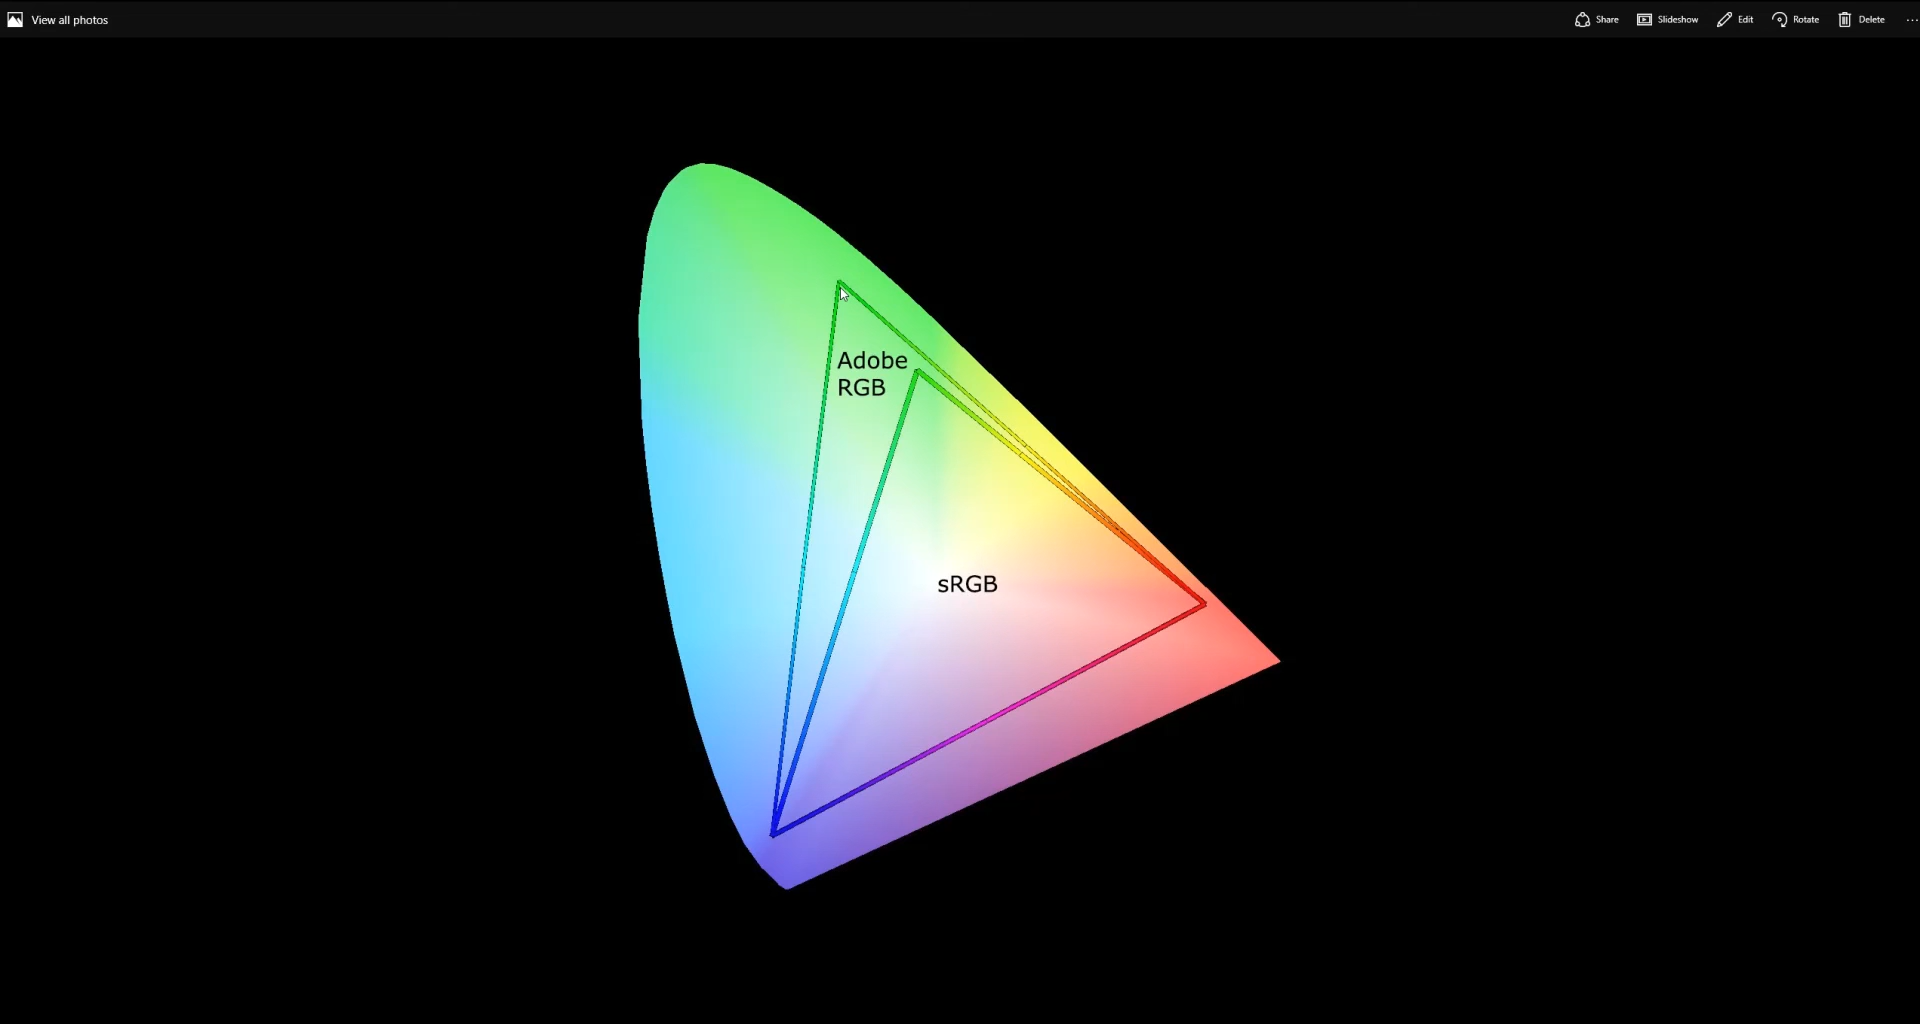 View all photos
Share
Slideshow
Edit
Rotate
Delete
Adobe
RGB
sRGB